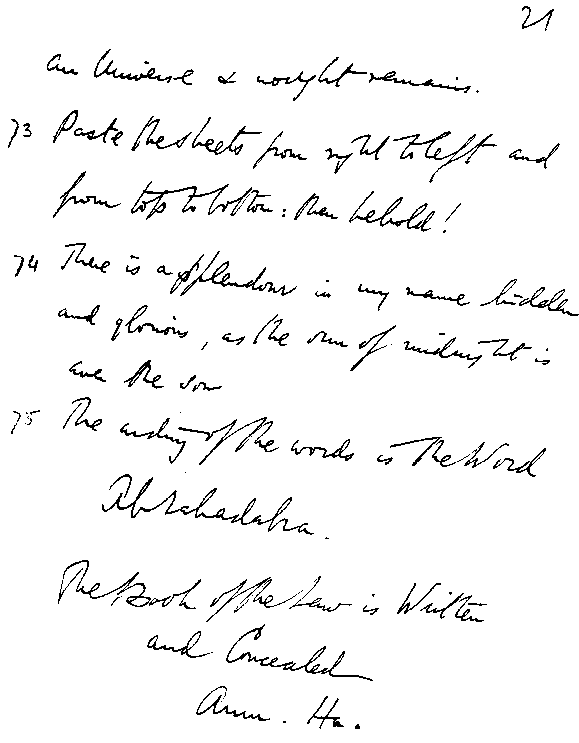 21
an Universe & nought remains.
73 Paste the sheets from right to left and
from top to bottom: then behold!
74 There is a splendour in my name hidden
and glorious, as the sun of midnight is
ever the son
75 The ending of the words is the Word
Abrahadabra.
The Book of the Law is Written
and Concealed
Aum. Ha.